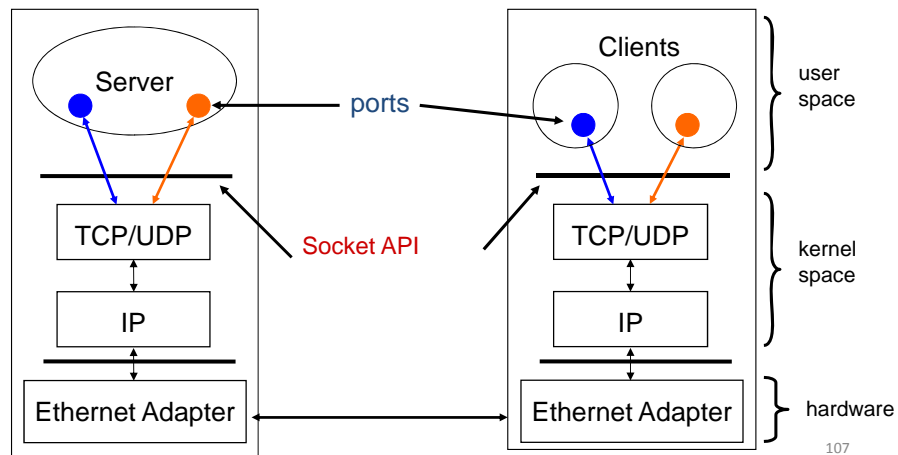 Server
ports
Clients
user
space
Socket API
TCP/UDP
TCP/UDP
kernel
space
IP
IP
Ethernet Adapter
Ethernet Adapter
hardware
107